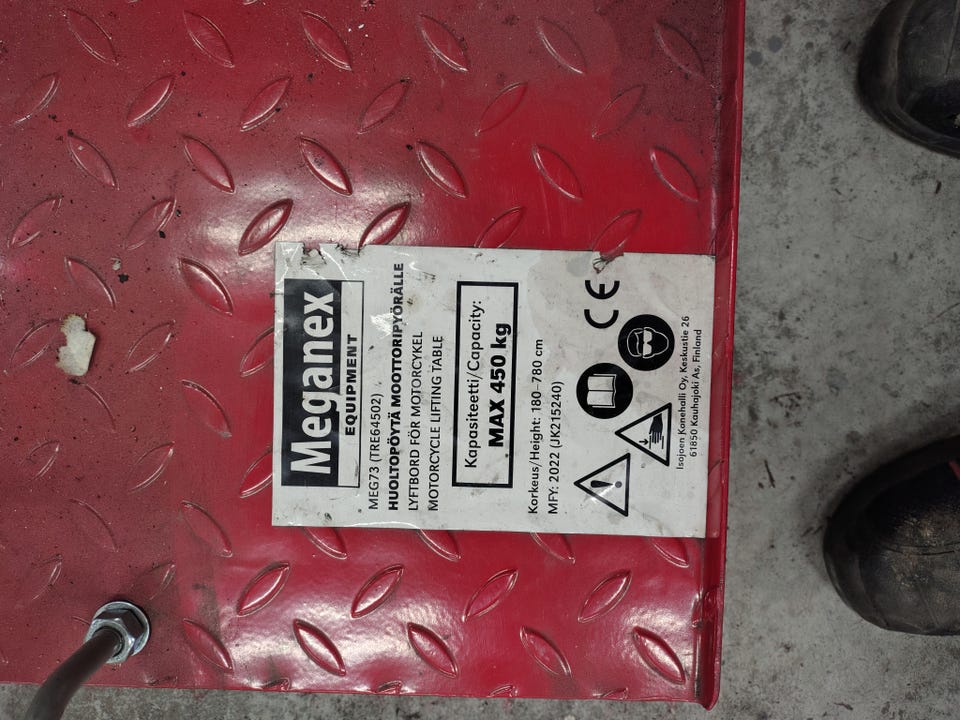 Meganex
EQUIPMENT
MEG73 (TRE64502)
HUOLTOPÖYTÄ MOOTTORIPYÖRÄLLE
LYFTBORD FÖR MOTORCYKEL
MOTORCYCLE LIFTING TABLE
Kapasiteetti/Capacity:
MAX 450 kg
Korkeus/Height: 180-780 cm
MFY: 2022 (JK215240)
CE
Isojoen Konehalli Oy, Keskustie 26
61850 Kauhajoki As, Finland